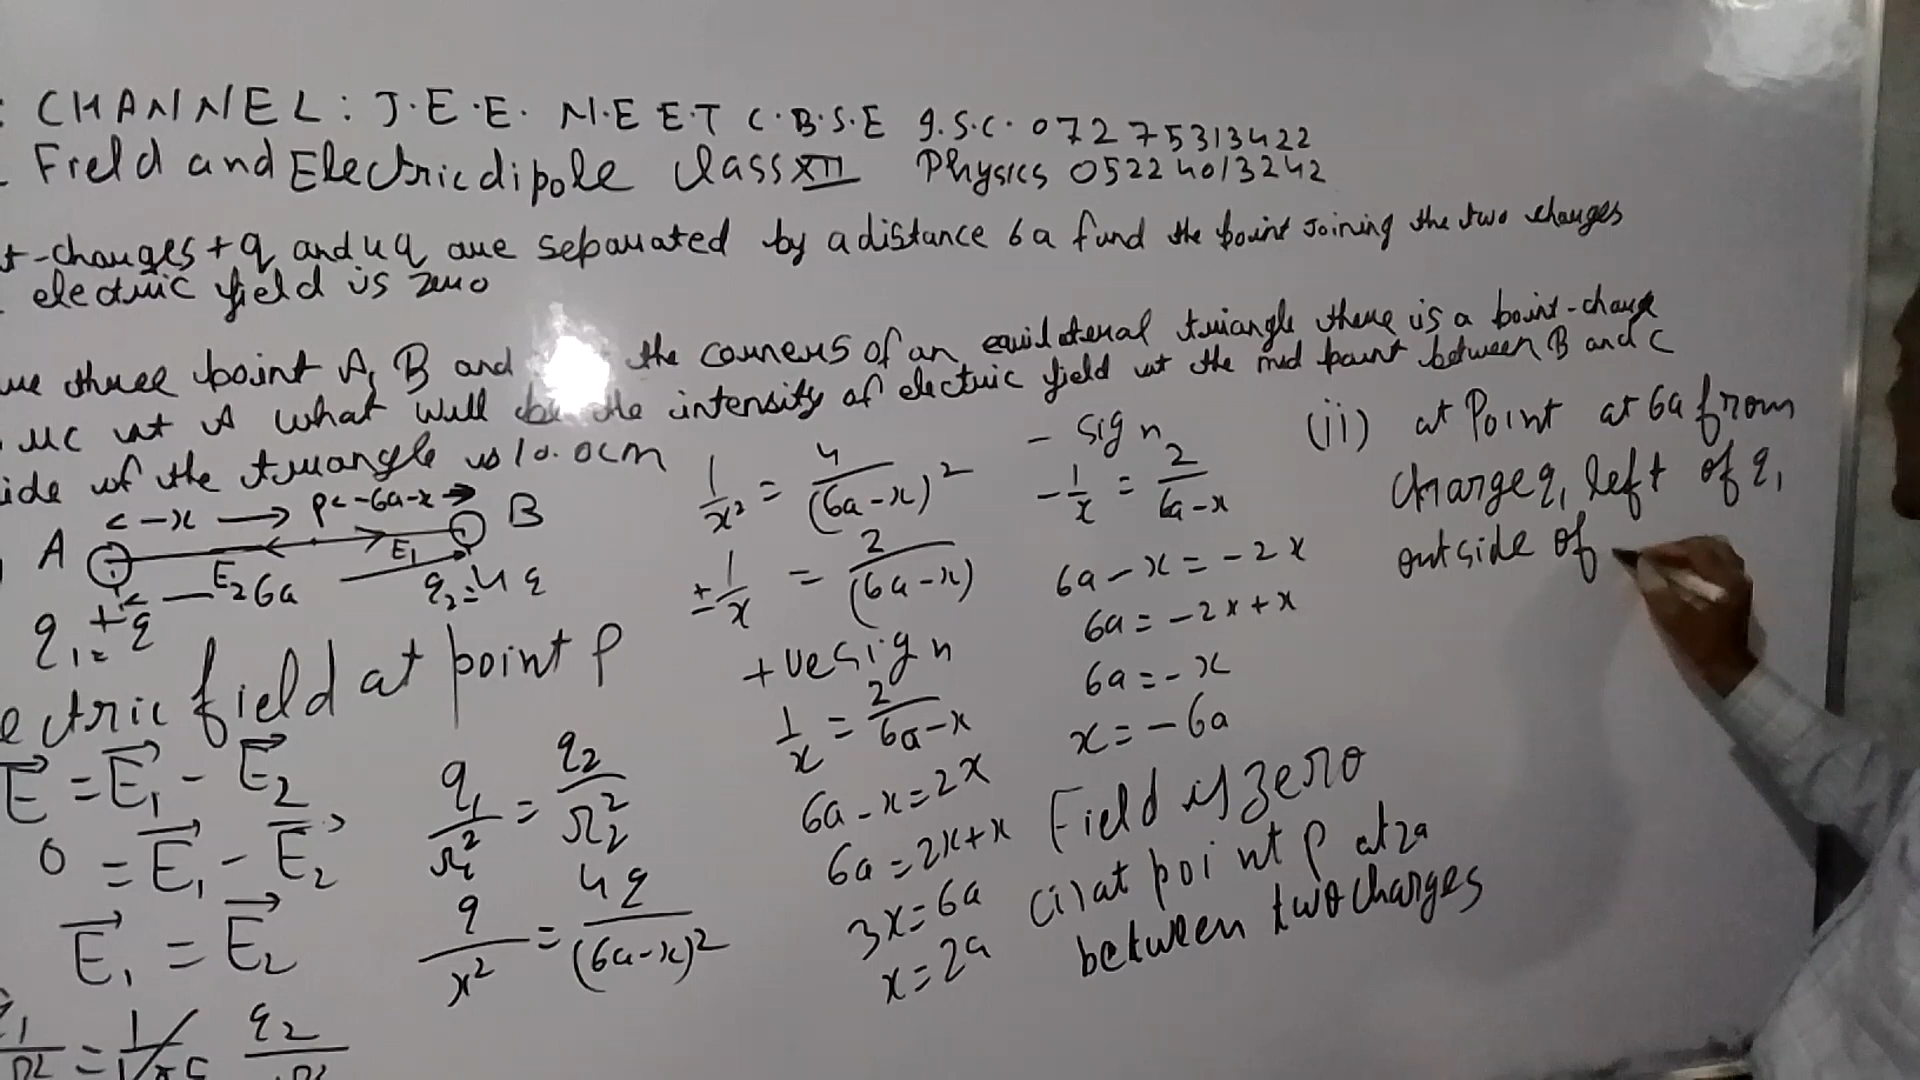 : CHANNEL: J.E.E. N.E.E.T C.B.S.E I.S.C. 07275313422
Field and Electric dipole Class XII Physics 05224013242
t-charges +q and 4q are separated by a distance 6a find the point joining the two charges
electric field is zero
three point A, B and the corners of an equilateral triangle there is a point-charge
μC at A what will be the intensity of electric field at the mid point between B and C
ide of the triangle is 10.0cm
<-x-> P<-6a-x->
A B
E2 E1
6a
q1=+q q2=4q
ectric field at point P
E = E1 - E2
0 = E1 - E2
E1 = E2
q1/r1² = q2/r2²
q/x² = 4q/(6a-x)²
1/x² = 4/(6a-x)²
±1/x = 2/(6a-x)
+ve sign
1/x = 2/6a-x
6a-x=2x
6a=2x+x
3x=6a
x=2a
- sign
-1/x = 2/6a-x
6a-x=-2x
6a=-2x+x
6a=-x
x=-6a
Field is zero
(i) at point P at 2a
between two charges
(ii) at Point at 6a from
charge q1 left of q1
outside of